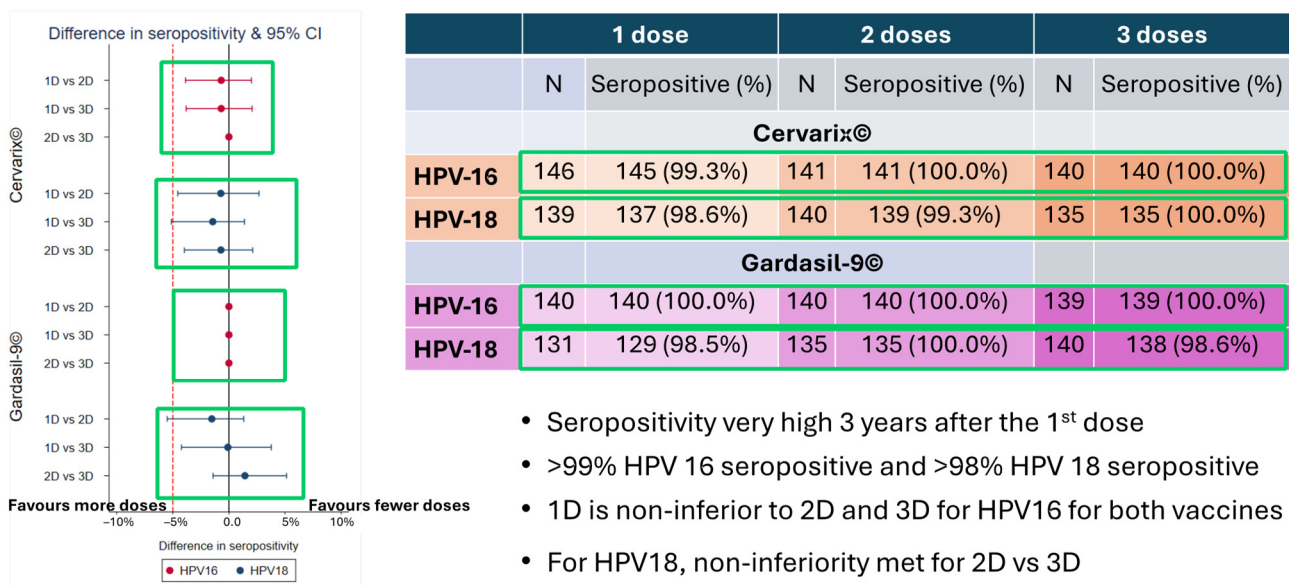 Difference in seropositivity & 95% CI
Cervarix©
1D vs 2D
1D vs 3D
2D vs 3D
1D vs 2D
1D vs 3D
2D vs 3D
Gardasil-9©
1D vs 2D
1D vs 3D
2D vs 3D
1D vs 2D
1D vs 3D
2D vs 3D
Favours more doses Favours fewer doses
−10% −5% 0.0 5% 10%
Difference in seropositivity
HPV16 HPV18
1 dose 2 doses 3 doses
N Seropositive (%) N Seropositive (%) N Seropositive (%)
Cervarix©
HPV-16 146 145 (99.3%) 141 141 (100.0%) 140 140 (100.0%)
HPV-18 139 137 (98.6%) 140 139 (99.3%) 135 135 (100.0%)
Gardasil-9©
HPV-16 140 140 (100.0%) 140 140 (100.0%) 139 139 (100.0%)
HPV-18 131 129 (98.5%) 135 135 (100.0%) 140 138 (98.6%)
• Seropositivity very high 3 years after the 1st dose
• >99% HPV 16 seropositive and >98% HPV 18 seropositive
• 1D is non-inferior to 2D and 3D for HPV16 for both vaccines
• For HPV18, non-inferiority met for 2D vs 3D